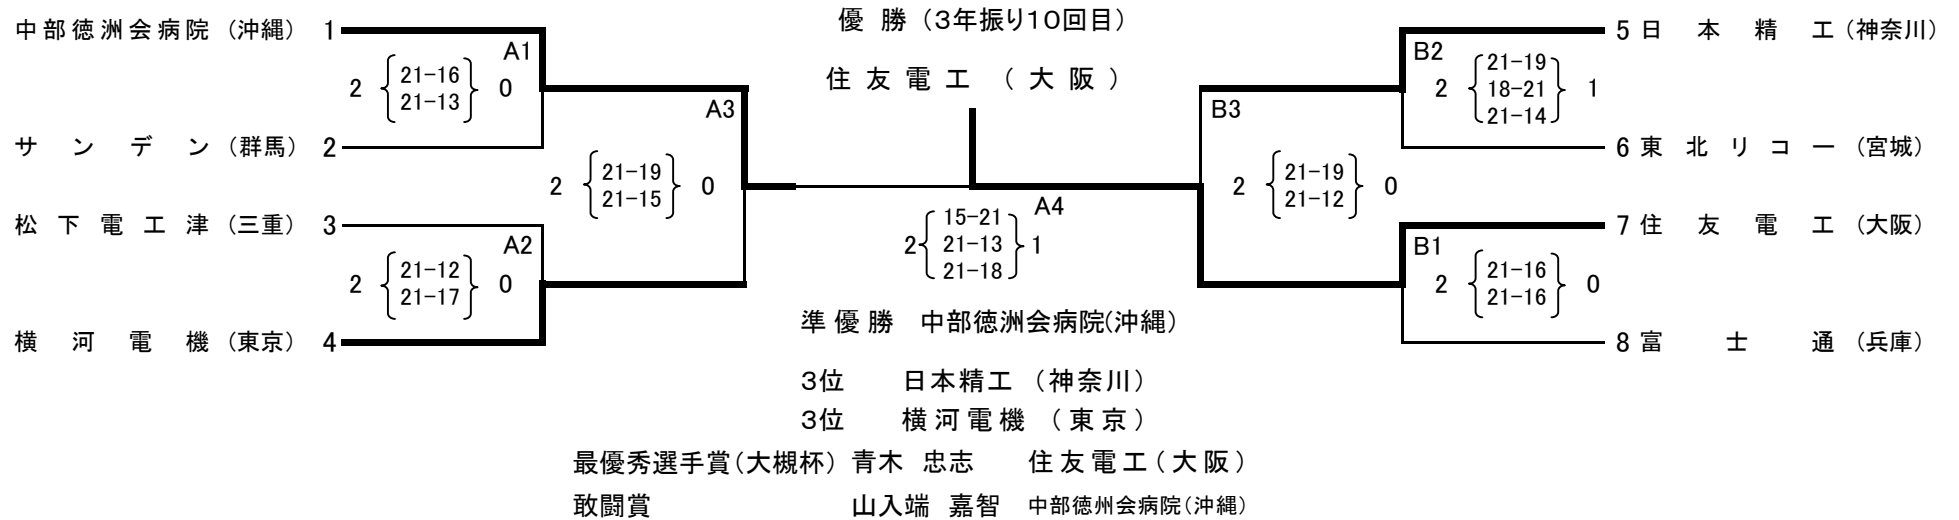 優 勝 (3年振り10回目)
住 友 電 工 (大 阪)
中部徳洲会病院 (沖縄) 1
A1
2 21-16 0
21-13
サンデン (群馬) 2
A3
2 21-19 0
21-15
松下電工津 (三重) 3
A2
2 21-12 0
21-17
横河電機 (東京) 4
5 日本精工 (神奈川)
B2
21-19
2 18-21 1
21-14
6 東北リコー (宮城)
B3
2 21-19 0
21-12
7 住友電工 (大阪)
B1
2 21-16 0
21-16
8 富士通 (兵庫)
A4
15-21
2 21-13 1
21-18
準優勝 中部徳洲会病院(沖縄)
3位 日本精工 (神奈川)
3位 横河電機 (東京)
最優秀選手賞(大槻杯) 青木 忠志 住友電工(大阪)
敢闘賞 山入端 嘉智 中部徳州会病院(沖縄)